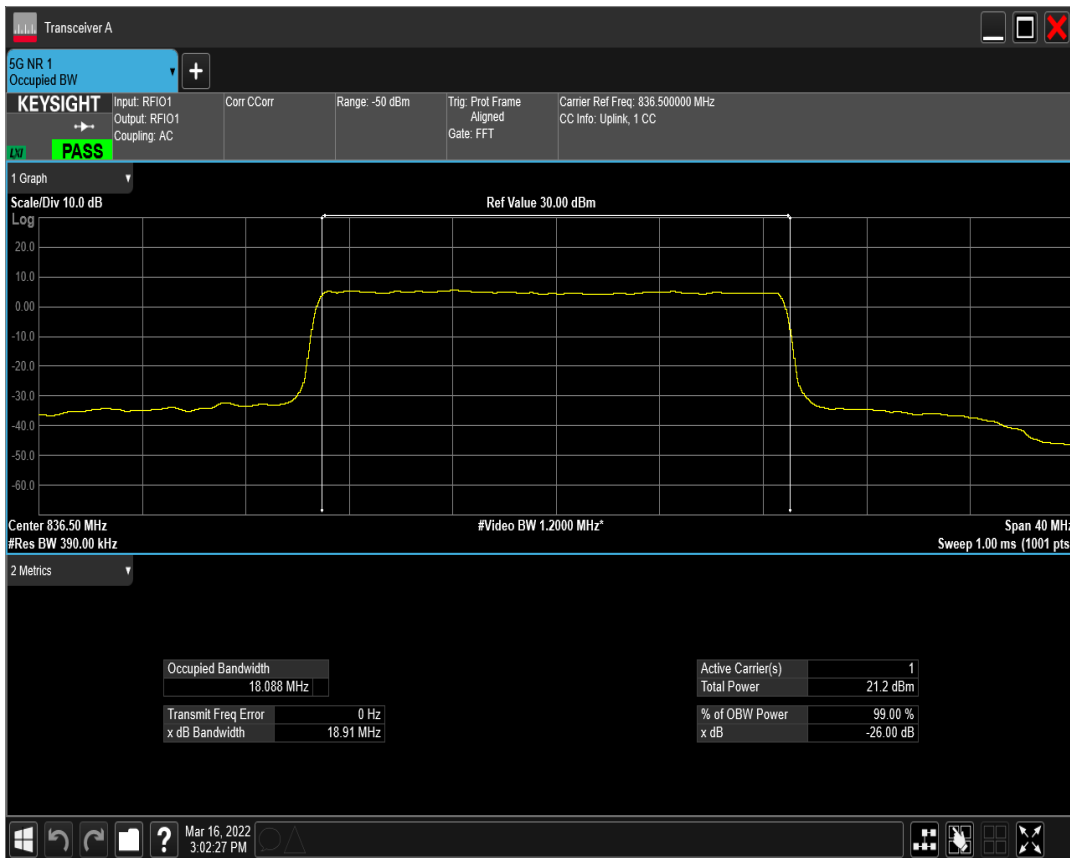 Transceiver A
5G NR 1
Occupied BW
+
KEYSIGHT
LXI
PASS
Input: RFIO1
Output: RFIO1
Coupling: AC
Corr CCorr
Range: -50 dBm
Trig: Prot Frame
Aligned
Gate: FFT
Carrier Ref Freq: 836.500000 MHz
CC Info: Uplink, 1 CC
1 Graph
Scale/Div 10.0 dB
Ref Value 30.00 dBm
Log
20.0
10.0
0.00
-10.0
-20.0
-30.0
-40.0
-50.0
-60.0
Center 836.50 MHz
#Video BW 1.2000 MHz*
Span 40 MHz
#Res BW 390.00 kHz
Sweep 1.00 ms (1001 pts
2 Metrics
Occupied Bandwidth
18.088 MHz
Active Carrier(s) 1
Total Power 21.2 dBm
Transmit Freq Error 0 Hz
x dB Bandwidth 18.91 MHz
% of OBW Power 99.00 %
x dB -26.00 dB
?
Mar 16, 2022
3:02:27 PM